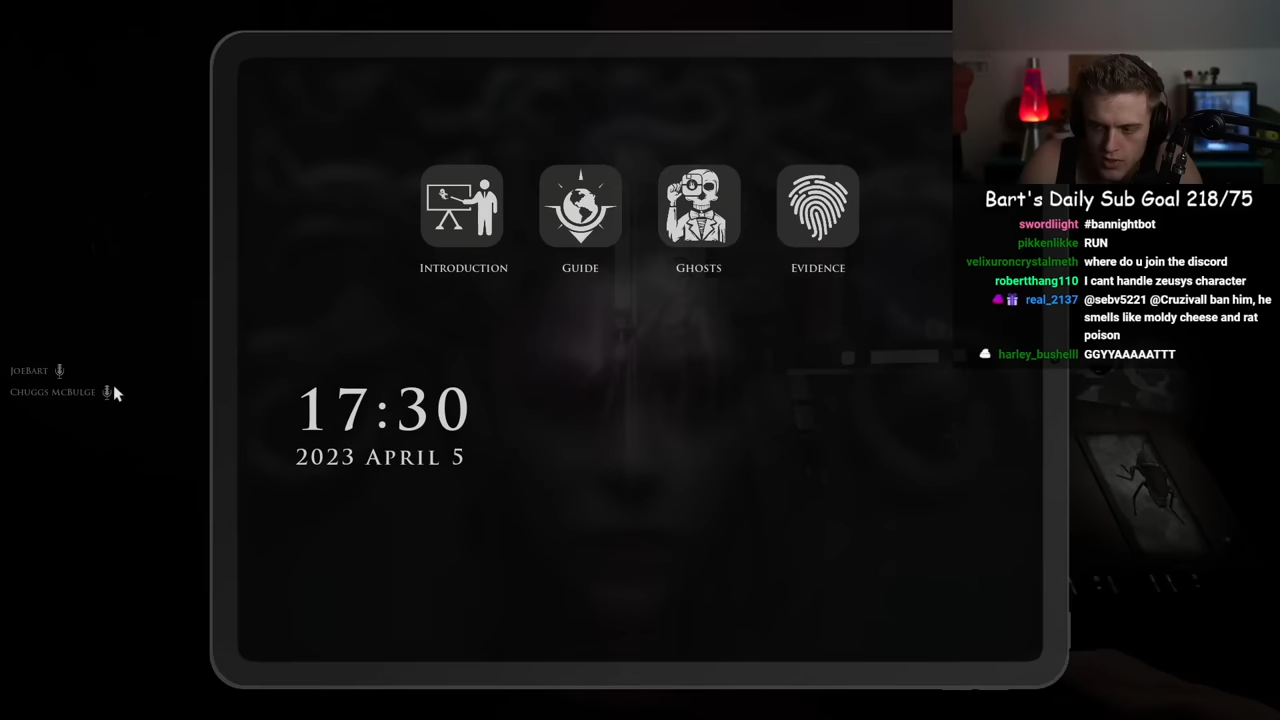 INTRODUCTION
GUIDE
GHOSTS
EVIDENCE
17:30
2023 APRIL 5
JOEBART
CHUGGS MCBULGE
Bart's Daily Sub Goal 218/75
swordliight #bannightbot
pikkenlikke RUN
velixuroncrystalmeth where do u join the discord
robertthang110 I cant handle zeusys character
real_2137 @sebv5221 @Cruzivall ban him, he
smells like moldy cheese and rat
poison
harley_bushelll GGYYAAAAATTT